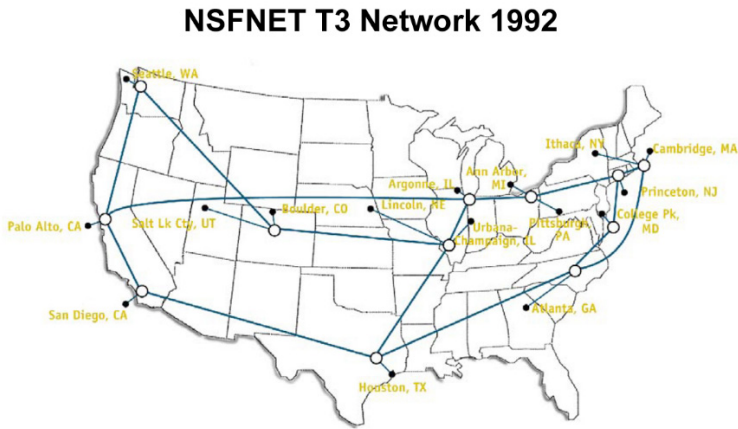 NSFNET T3 Network 1992
Seattle, WA
Ithaca, NY
Cambridge, MA
Ann Arbor,
MI
Argonne, IL
Princeton, NJ
Lincoln, NE
Boulder, CO
Salt Lk Cty, UT
Palo Alto, CA
College Pk,
MD
Pittsburgh,
PA
Urbana-
Champaign, IL
San Diego, CA
Atlanta, GA
Houston, TX